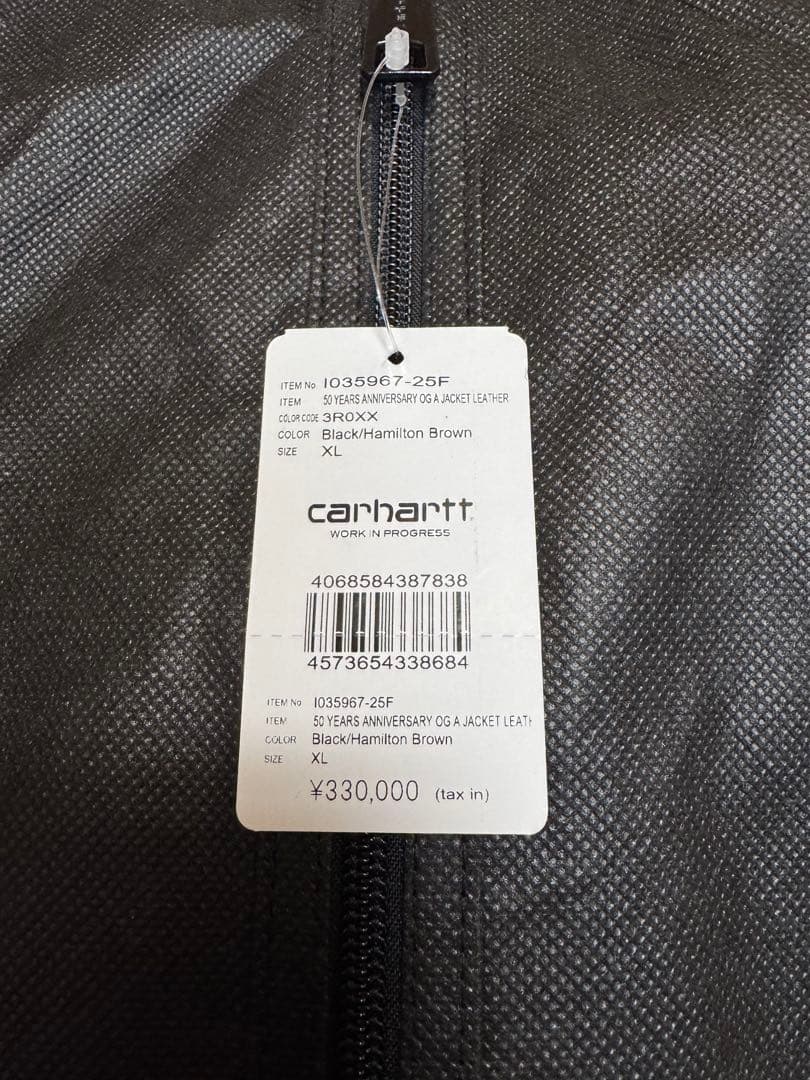 ITEM No. I035967-25F
ITEM 50 YEARS ANNIVERSARY OG A JACKET LEATHER
COLOR CODE 3R0XX
COLOR Black/Hamilton Brown
SIZE XL
carhartt
WORK IN PROGRESS
4068584387838
4573654338684
ITEM No I035967-25F
ITEM 50 YEARS ANNIVERSARY OG A JACKET LEATH
COLOR Black/Hamilton Brown
SIZE XL
¥330,000 (tax in)